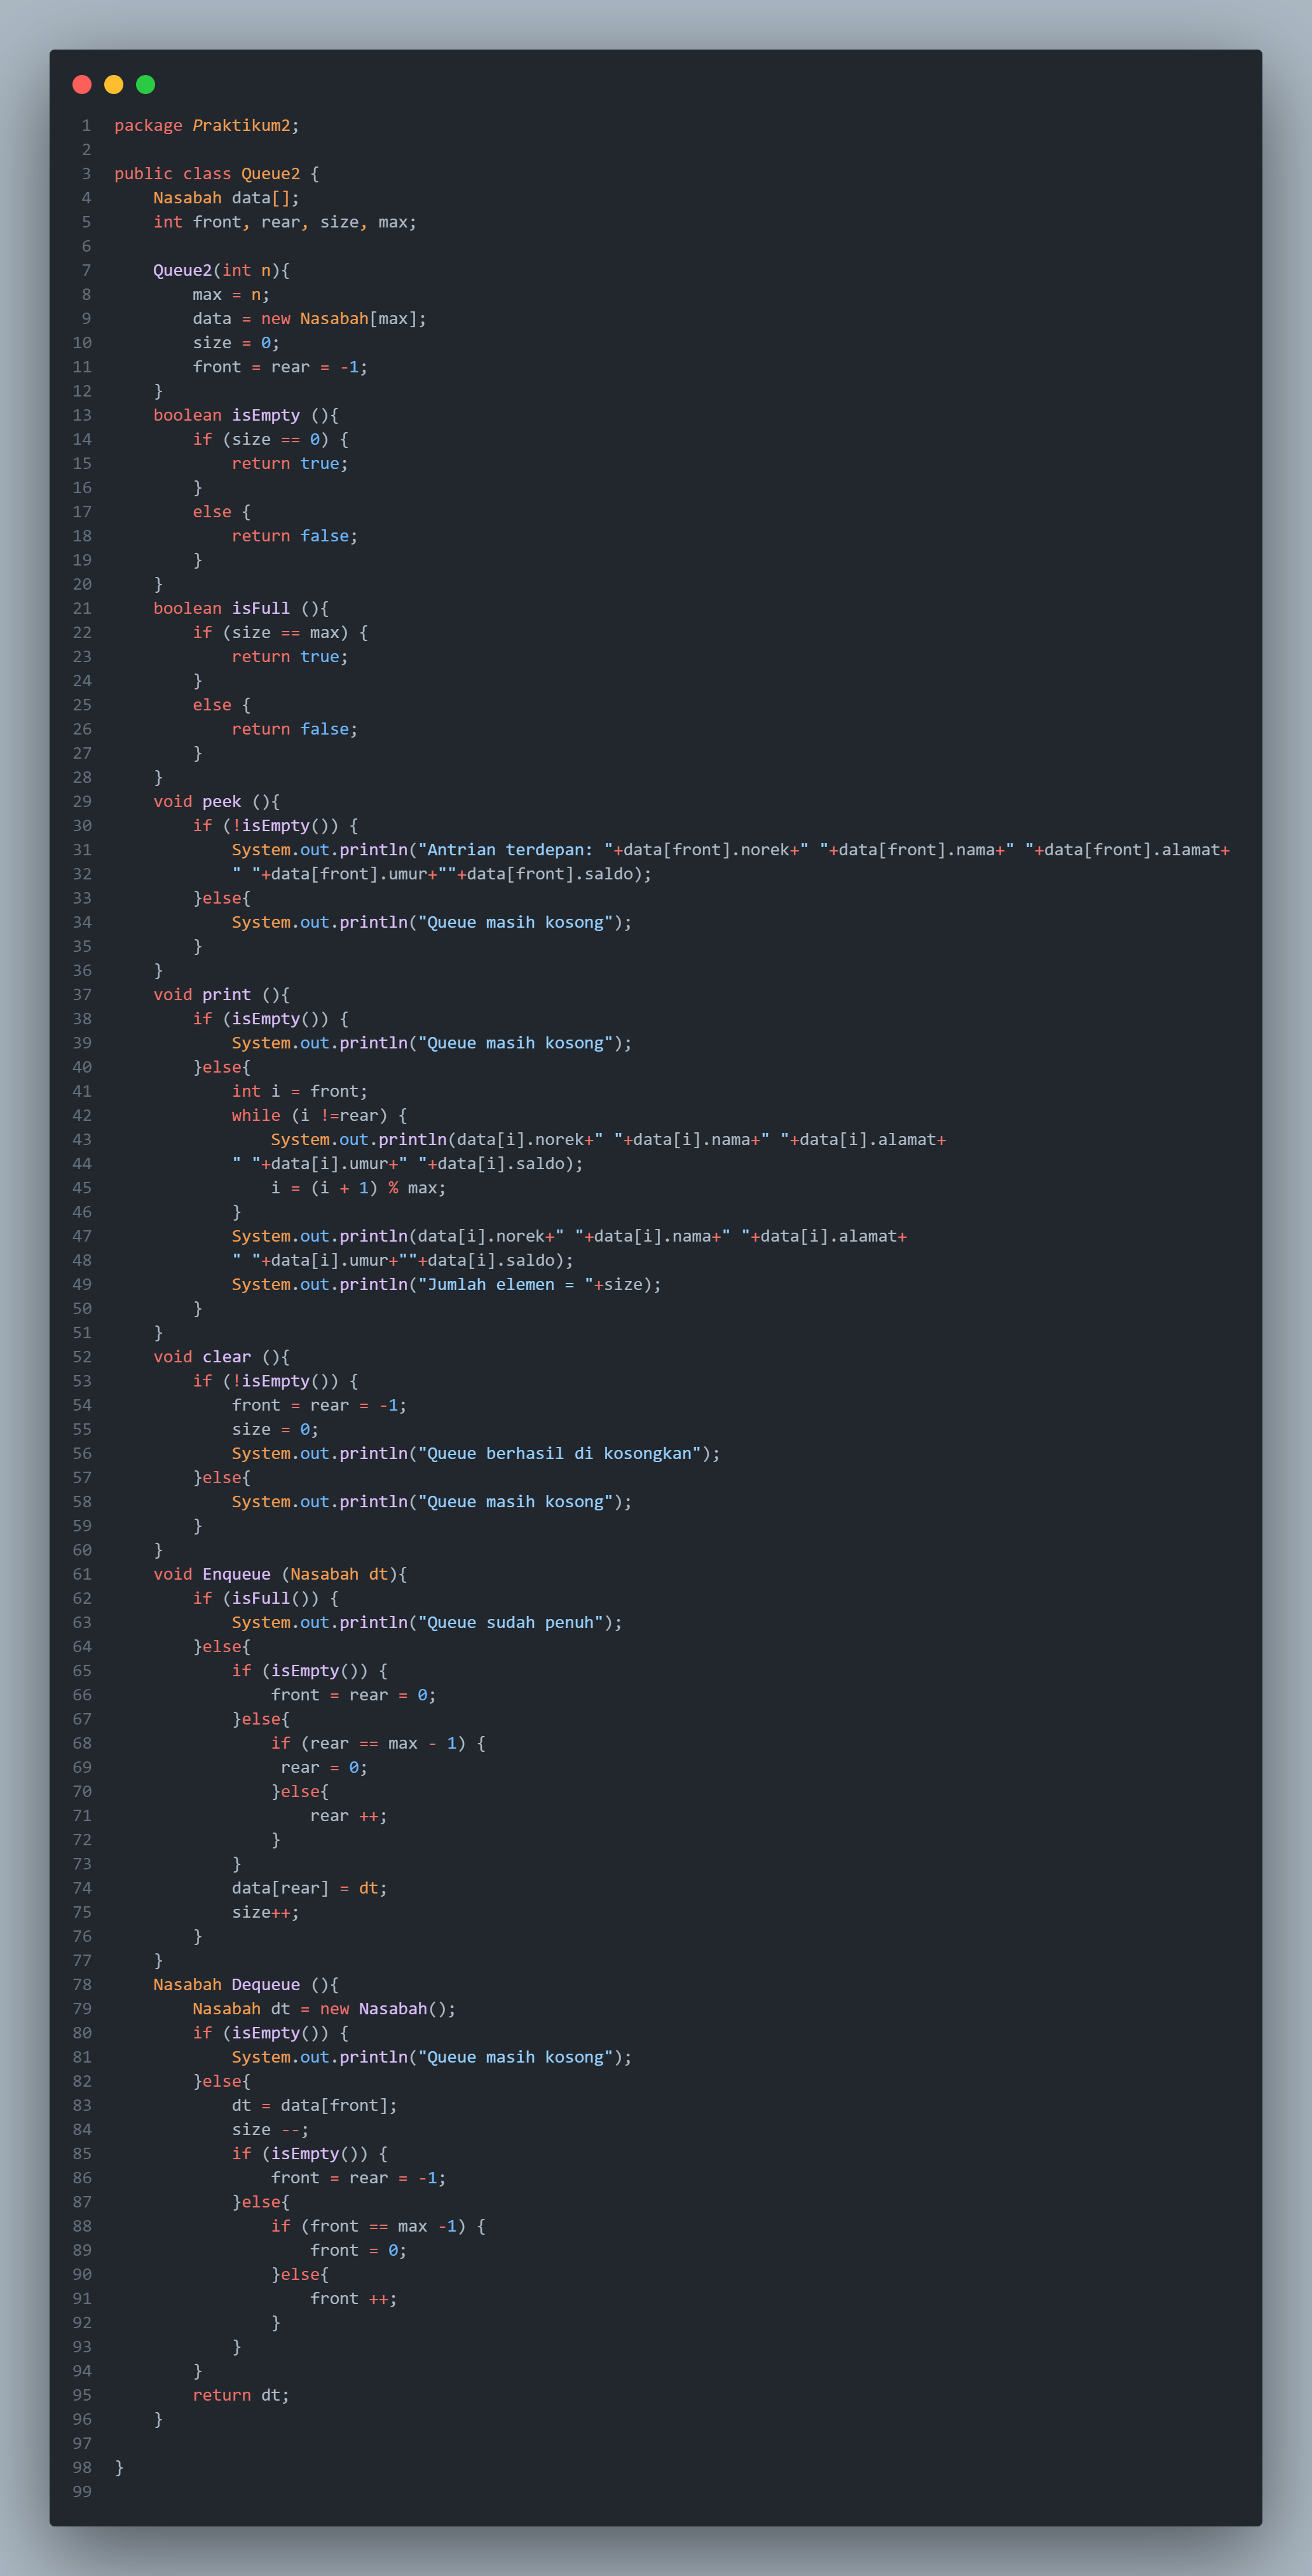 1 package Praktikum2;
2
3 public class Queue2 {
4     Nasabah data[];
5     int front, rear, size, max;
6
7     Queue2(int n){
8         max = n;
9         data = new Nasabah[max];
10         size = 0;
11         front = rear = -1;
12     }
13     boolean isEmpty (){
14         if (size == 0) {
15             return true;
16         }
17         else {
18             return false;
19         }
20     }
21     boolean isFull (){
22         if (size == max) {
23             return true;
24         }
25         else {
26             return false;
27         }
28     }
29     void peek (){
30         if (!isEmpty()) {
31             System.out.println("Antrian terdepan: "+data[front].norek+" "+data[front].nama+" "+data[front].alamat+
32             " "+data[front].umur+""+data[front].saldo);
33         }else{
34             System.out.println("Queue masih kosong");
35         }
36     }
37     void print (){
38         if (isEmpty()) {
39             System.out.println("Queue masih kosong");
40         }else{
41             int i = front;
42             while (i !=rear) {
43                 System.out.println(data[i].norek+" "+data[i].nama+" "+data[i].alamat+
44             " "+data[i].umur+" "+data[i].saldo);
45                 i = (i + 1) % max;
46             }
47             System.out.println(data[i].norek+" "+data[i].nama+" "+data[i].alamat+
48             " "+data[i].umur+""+data[i].saldo);
49             System.out.println("Jumlah elemen = "+size);
50         }
51     }
52     void clear (){
53         if (!isEmpty()) {
54             front = rear = -1;
55             size = 0;
56             System.out.println("Queue berhasil di kosongkan");
57         }else{
58             System.out.println("Queue masih kosong");
59         }
60     }
61     void Enqueue (Nasabah dt){
62         if (isFull()) {
63             System.out.println("Queue sudah penuh");
64         }else{
65             if (isEmpty()) {
66                 front = rear = 0;
67             }else{
68                 if (rear == max - 1) {
69                  rear = 0;
70                 }else{
71                     rear ++;
72                 }
73             }
74             data[rear] = dt;
75             size++;
76         }
77     }
78     Nasabah Dequeue (){
79         Nasabah dt = new Nasabah();
80         if (isEmpty()) {
81             System.out.println("Queue masih kosong");
82         }else{
83             dt = data[front];
84             size --;
85             if (isEmpty()) {
86                 front = rear = -1;
87             }else{
88                 if (front == max -1) {
89                     front = 0;
90                 }else{
91                     front ++;
92                 }
93             }
94         }
95         return dt;
96     }
97
98 }
99